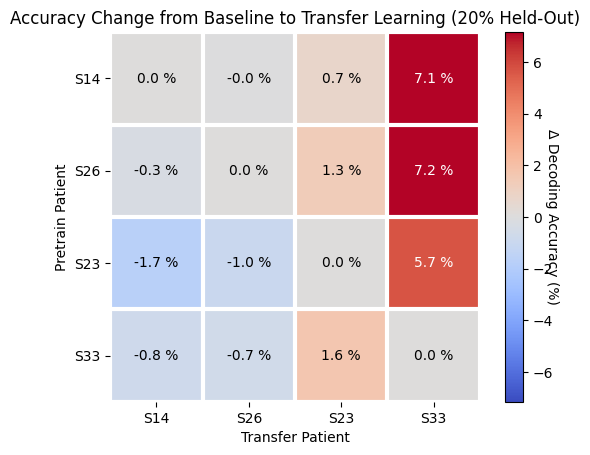 Accuracy Change from Baseline to Transfer Learning (20% Held-Out)
S14 0.0 % -0.0 % 0.7 % 7.1 %
S26 -0.3 % 0.0 % 1.3 % 7.2 %
S23 -1.7 % -1.0 % 0.0 % 5.7 %
S33 -0.8 % -0.7 % 1.6 % 0.0 %
S14 S26 S23 S33
Transfer Patient
Pretrain Patient
6
4
2
0
−2
−4
−6
Δ Decoding Accuracy (%)